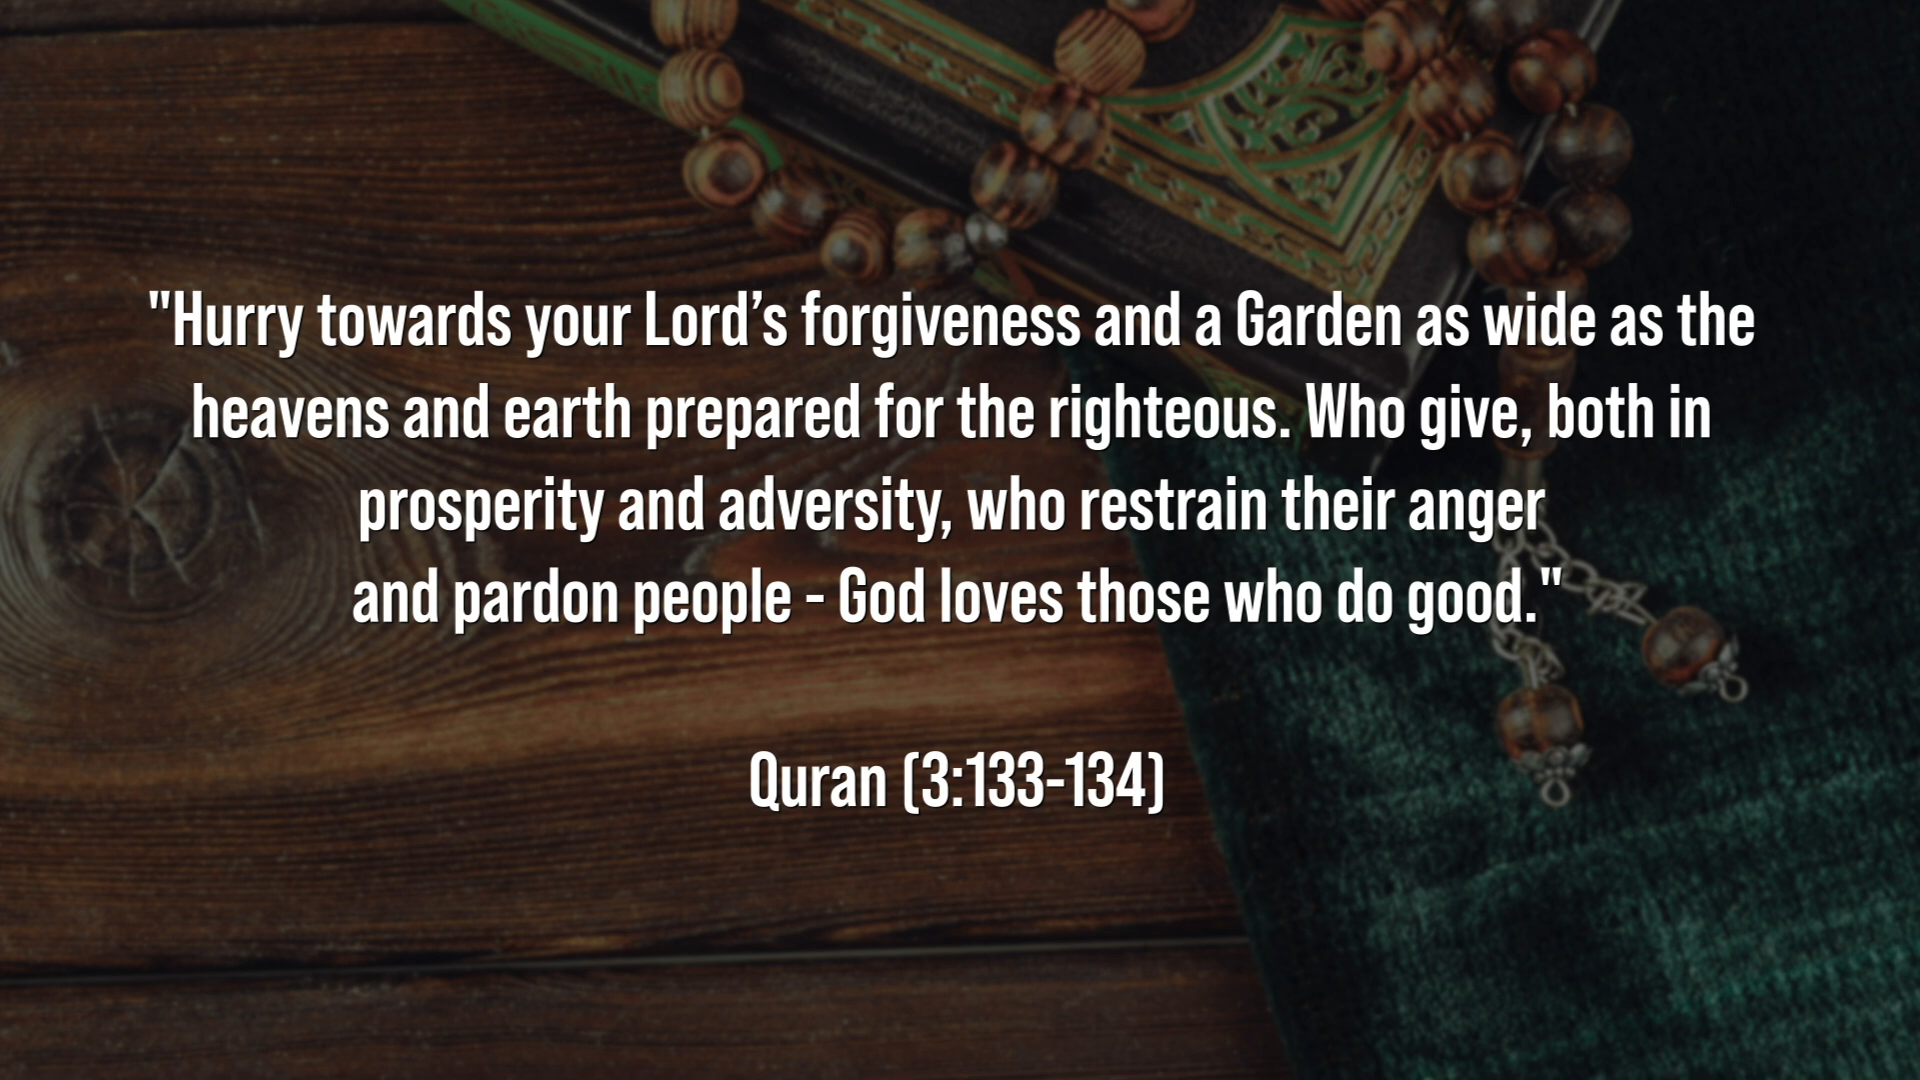 "Hurry towards your Lord’s forgiveness and a Garden as wide as the
heavens and earth prepared for the righteous. Who give, both in
prosperity and adversity, who restrain their anger
and pardon people - God loves those who do good."
Quran (3:133-134)